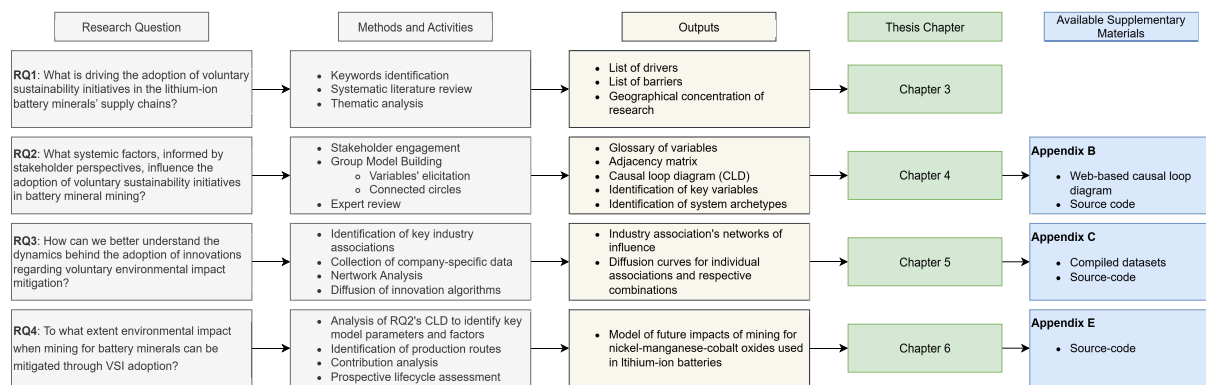 Research Question
Methods and Activities
Outputs
Thesis Chapter
Available Supplementary
Materials
RQ1: What is driving the adoption of voluntary
sustainability initiatives in the lithium-ion
battery minerals' supply chains?
• Keywords identification
• Systematic literature review
• Thematic analysis
• List of drivers
• List of barriers
• Geographical concentration of
research
Chapter 3
RQ2: What systemic factors, informed by
stakeholder perspectives, influence the
adoption of voluntary sustainability initiatives
in battery mineral mining?
• Stakeholder engagement
• Group Model Building
○ Variables' elicitation
○ Connected circles
• Expert review
• Glossary of variables
• Adjacency matrix
• Causal loop diagram (CLD)
• Identification of key variables
• Identification of system archetypes
Chapter 4
Appendix B
• Web-based causal loop
diagram
• Source code
RQ3: How can we better understand the
dynamics behind the adoption of innovations
regarding voluntary environmental impact
mitigation?
• Identification of key industry
associations
• Collection of company-specific data
• Nertwork Analysis
• Diffusion of innovation algorithms
• Industry association's networks of
influence
• Diffusion curves for individual
associations and respective
combinations
Chapter 5
Appendix C
• Compiled datasets
• Source-code
RQ4: To what extent environmental impact
when mining for battery minerals can be
mitigated through VSI adoption?
• Analysis of RQ2's CLD to identify key
model parameters and factors
• Identification of production routes
• Contribution analysis
• Prospective lifecycle assessment
• Model of future impacts of mining for
nickel-manganese-cobalt oxides used
in ltihium-ion batteries
Chapter 6
Appendix E
• Source-code